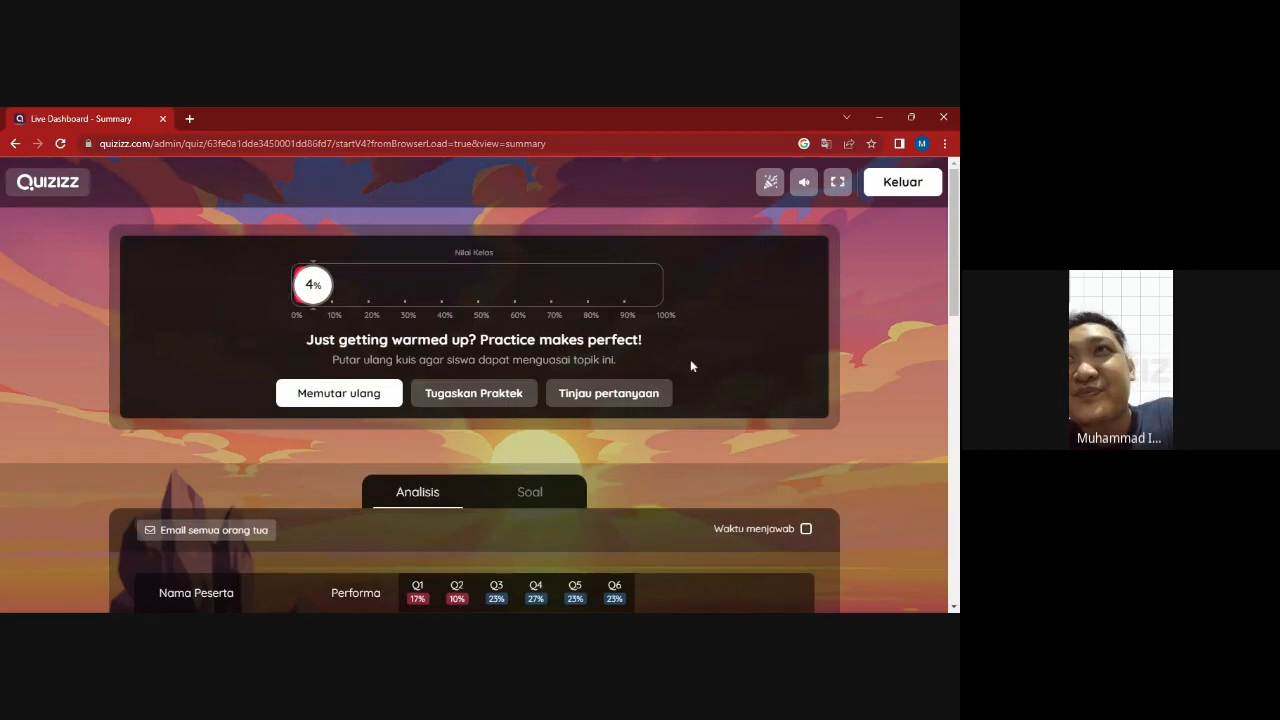 Live Dashboard - Summary
quizizz.com/admin/quiz/63fe0a1dde3450001dd86fd7/startV4?fromBrowserLoad=true&view=summary
M
Quizizz
Keluar
Nilai Kelas
4%
0% 10% 20% 30% 40% 50% 60% 70% 80% 90% 100%
Just getting warmed up? Practice makes perfect!
Putar ulang kuis agar siswa dapat menguasai topik ini.
Memutar ulang Tugaskan Praktek Tinjau pertanyaan
Analisis Soal
Email semua orang tua Waktu menjawab
Nama Peserta Performa Q1 Q2 Q3 Q4 Q5 Q6
17% 10% 23% 27% 23% 23%
Muhammad I...